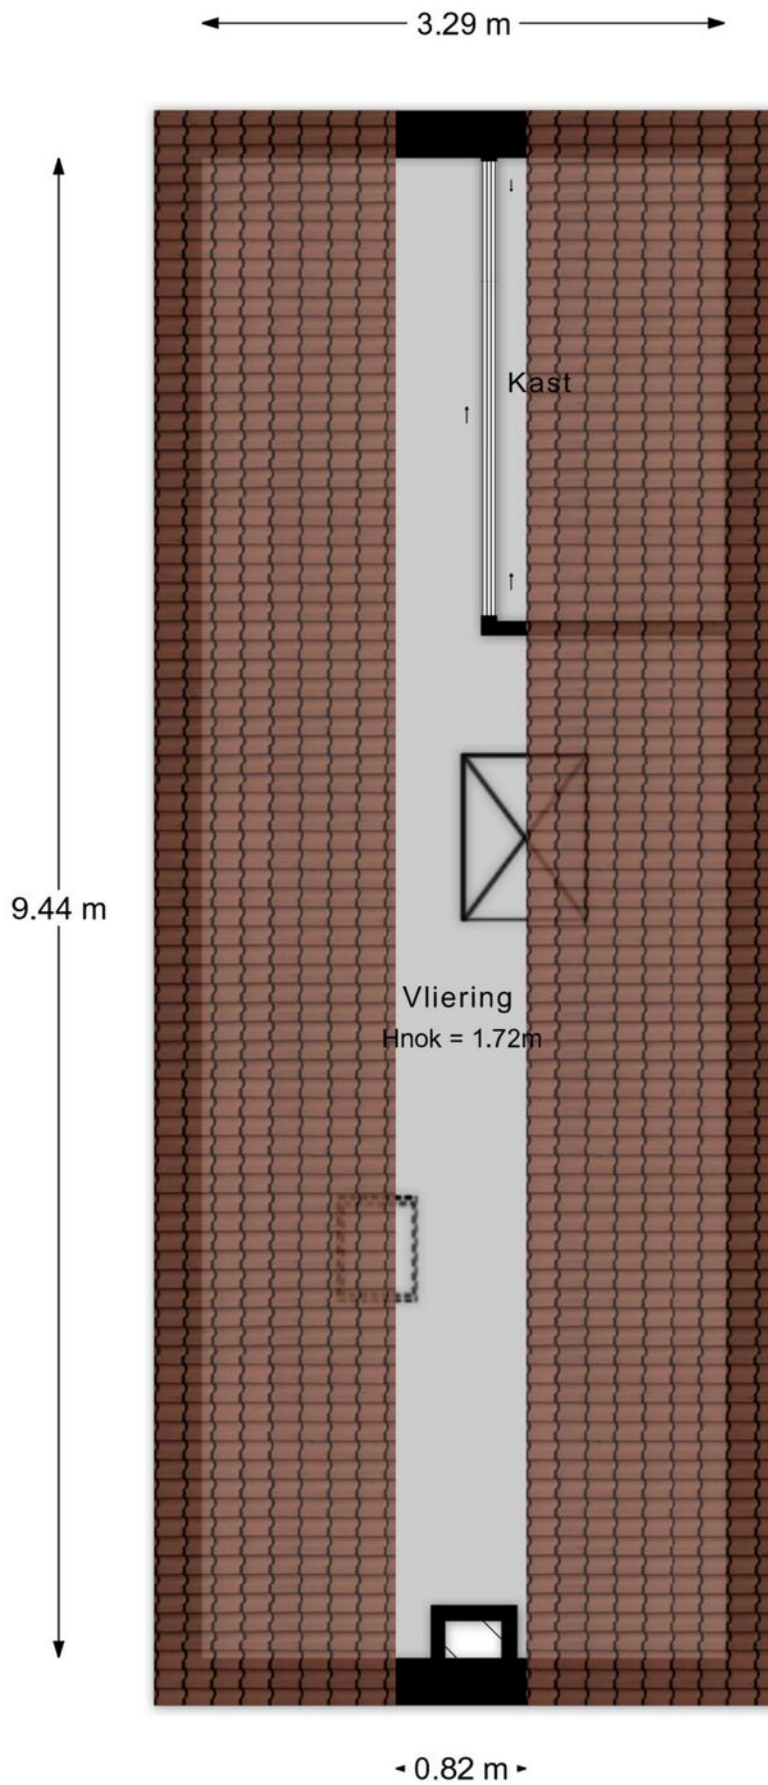 3.29 m
Kast
9.44 m
Vliering
Hnok = 1.72m
0.82 m